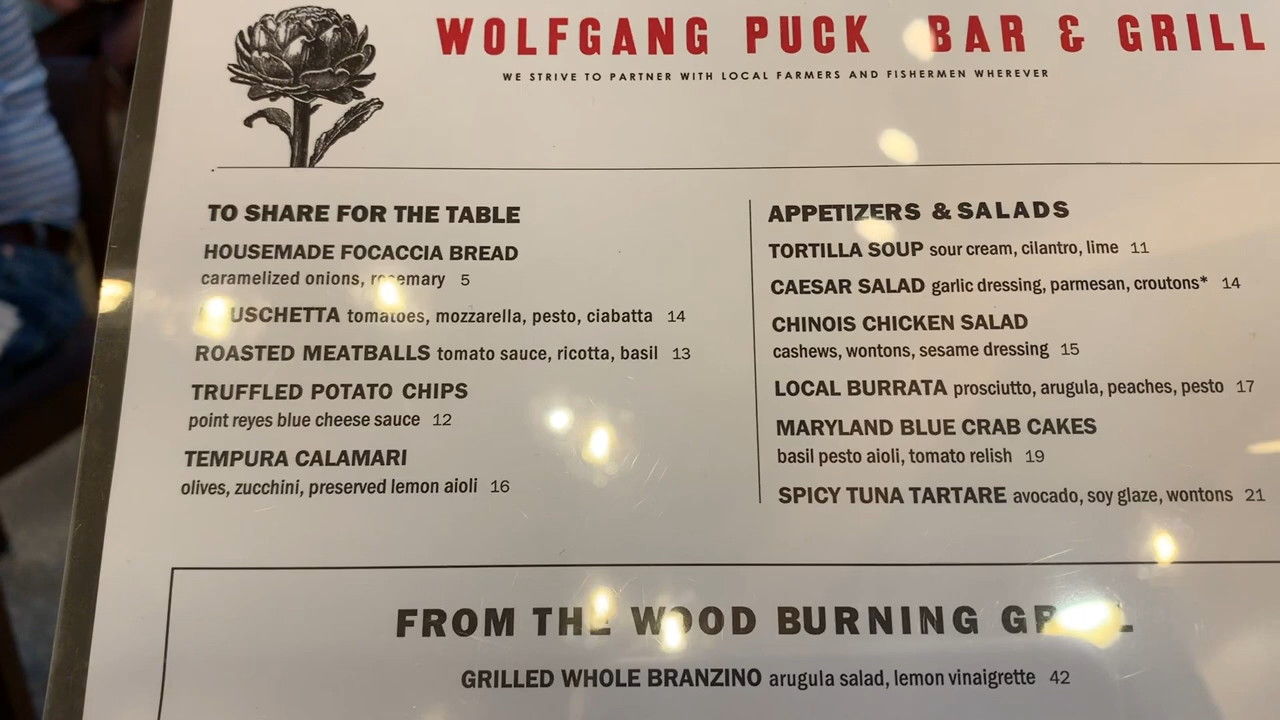 WOLFGANG PUCK BAR & GRILL
WE STRIVE TO PARTNER WITH LOCAL FARMERS AND FISHERMEN WHEREVER
TO SHARE FOR THE TABLE
HOUSEMADE FOCACCIA BREAD
caramelized onions, rosemary 5
BRUSCHETTA tomatoes, mozzarella, pesto, ciabatta 14
ROASTED MEATBALLS tomato sauce, ricotta, basil 13
TRUFFLED POTATO CHIPS
point reyes blue cheese sauce 12
TEMPURA CALAMARI
olives, zucchini, preserved lemon aioli 16
APPETIZERS & SALADS
TORTILLA SOUP sour cream, cilantro, lime 11
CAESAR SALAD garlic dressing, parmesan, croutons* 14
CHINOIS CHICKEN SALAD
cashews, wontons, sesame dressing 15
LOCAL BURRATA prosciutto, arugula, peaches, pesto 17
MARYLAND BLUE CRAB CAKES
basil pesto aioli, tomato relish 19
SPICY TUNA TARTARE avocado, soy glaze, wontons 21
FROM THE WOOD BURNING GRILL
GRILLED WHOLE BRANZINO arugula salad, lemon vinaigrette 42